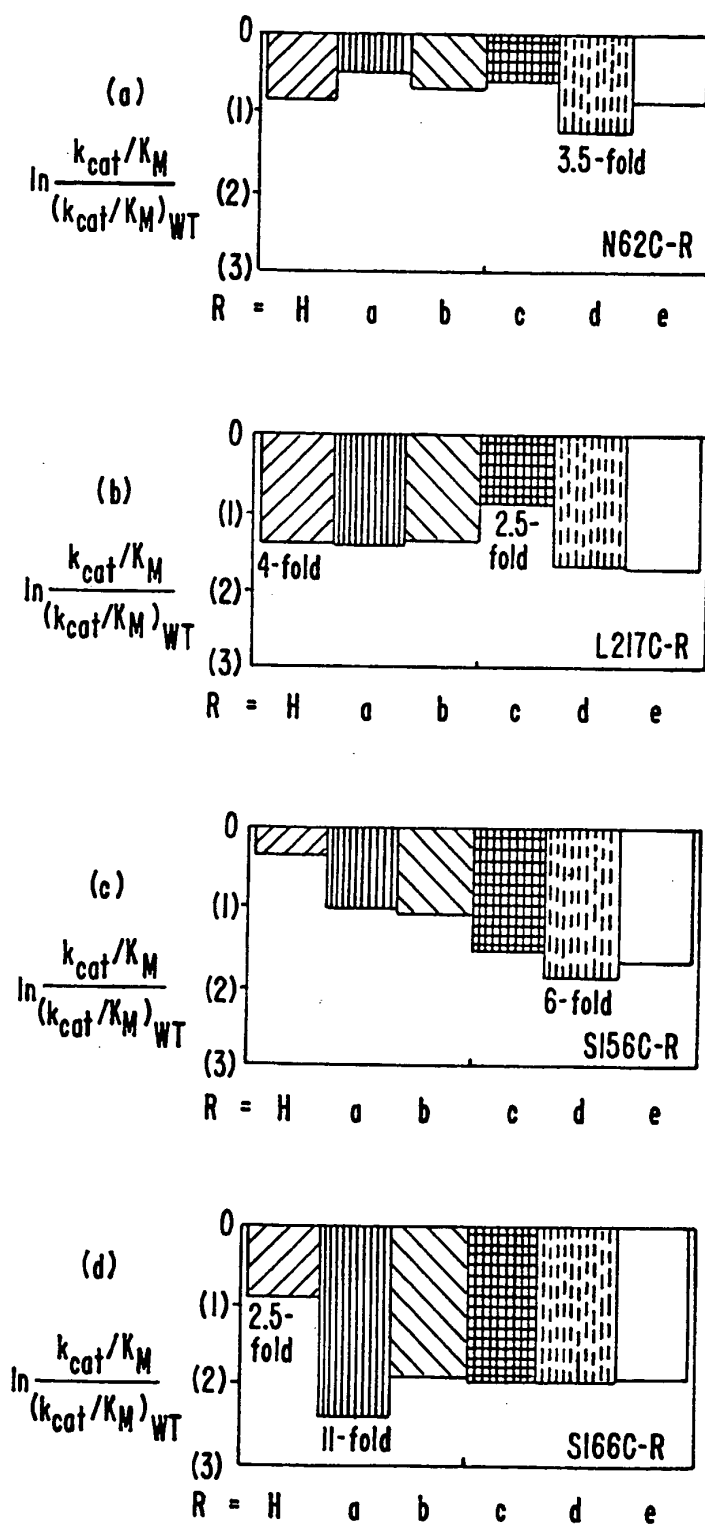 (a)
ln k_cat/K_M
(k_cat/K_M)_WT
0
(1)
(2)
(3)
3.5-fold
N62C-R
R = H a b c d e
(b)
ln k_cat/K_M
(k_cat/K_M)_WT
0
(1)
(2)
(3)
4-fold
2.5-
fold
L217C-R
R = H a b c d e
(c)
ln k_cat/K_M
(k_cat/K_M)_WT
0
(1)
(2)
(3)
6-fold
S156C-R
R = H a b c d e
(d)
ln k_cat/K_M
(k_cat/K_M)_WT
0
(1)
(2)
(3)
2.5-
fold
11-fold
S166C-R
R = H a b c d e